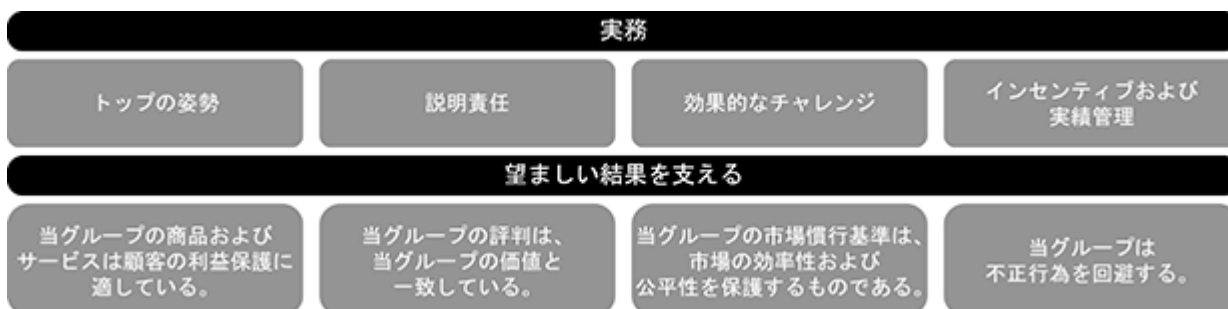 実務
トップの姿勢
説明責任
効果的なチャレンジ
インセンティブおよび
実績管理
望ましい結果を支える
当グループの商品および
サービスは顧客の利益保護に
適している。
当グループの評判は、
当グループの価値と
一致している。
当グループの市場慣行基準は、
市場の効率性および
公平性を保護するものである。
当グループは
不正行為を回避する。